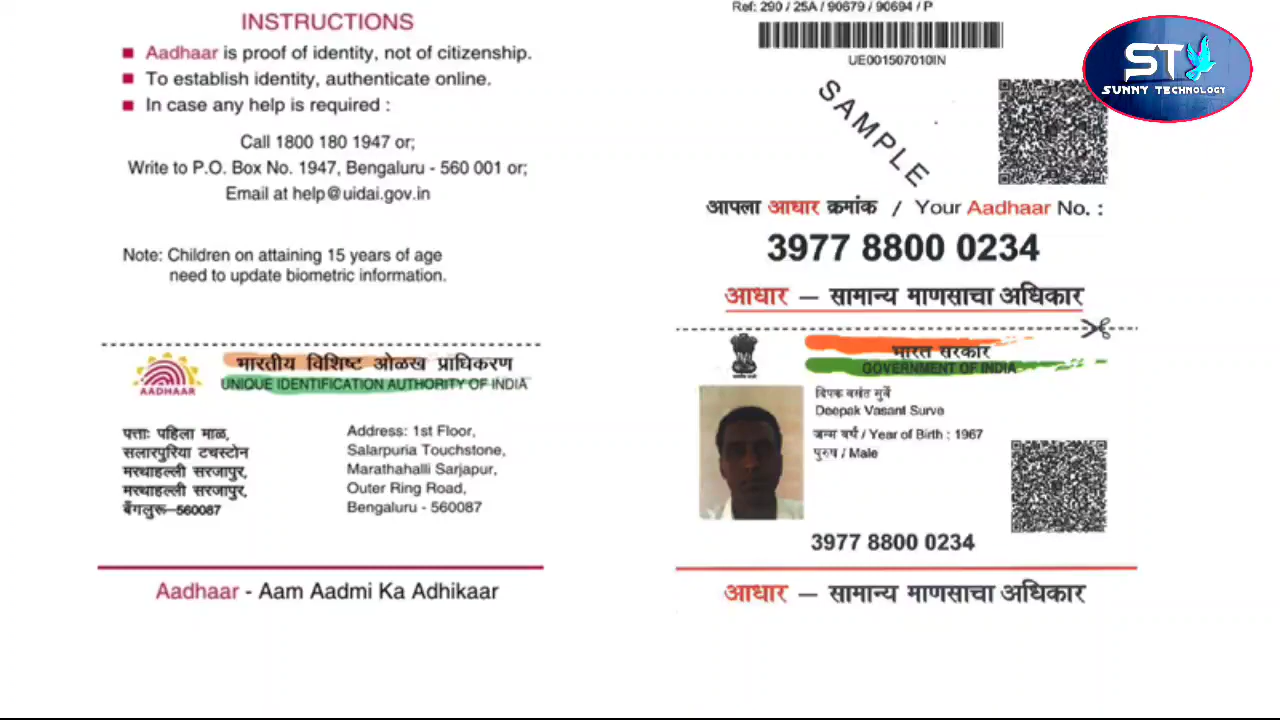 INSTRUCTIONS
Aadhaar is proof of identity, not of citizenship.
To establish identity, authenticate online.
In case any help is required :
Call 1800 180 1947 or;
Write to P.O. Box No. 1947, Bengaluru - 560 001 or;
Email at help@uidai.gov.in
Note: Children on attaining 15 years of age
need to update biometric information.
AADHAAR
भारतीय विशिष्ट ओळख प्राधिकरण
UNIQUE IDENTIFICATION AUTHORITY OF INDIA
पत्ताः पहिला माळ,
सलारपुरिया टचस्टोन
मरथाहल्ली सरजापुर,
मरथाहल्ली सरजापुर,
बैंगलुरू–560087
Address: 1st Floor,
Salarpuria Touchstone,
Marathahalli Sarjapur,
Outer Ring Road,
Bengaluru - 560087
Aadhaar - Aam Aadmi Ka Adhikaar
Ref: 290 / 25A / 90679 / 90694 / P
UE001507010IN
SAMPLE
ST
SUNNY TECHNOLOGY
आपला आधार क्रमांक / Your Aadhaar No. :
3977 8800 0234
आधार – सामान्य माणसाचा अधिकार
भारत सरकार
GOVERNMENT OF INDIA
दिपक वसंत सुर्वे
Deepak Vasant Surve
जन्म वर्ष / Year of Birth : 1967
पुरुष / Male
3977 8800 0234
आधार – सामान्य माणसाचा अधिकार